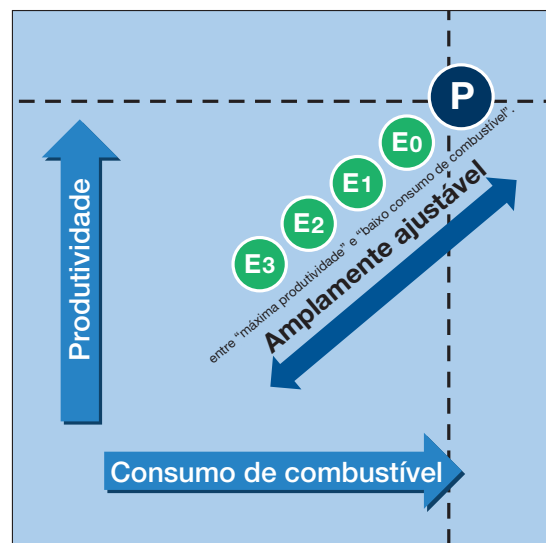 P
E0
E1
E2
E3
Produtividade
entre “máxima produtividade” e “baixo consumo de combustível”.
Amplamente ajustável
Consumo de combustível